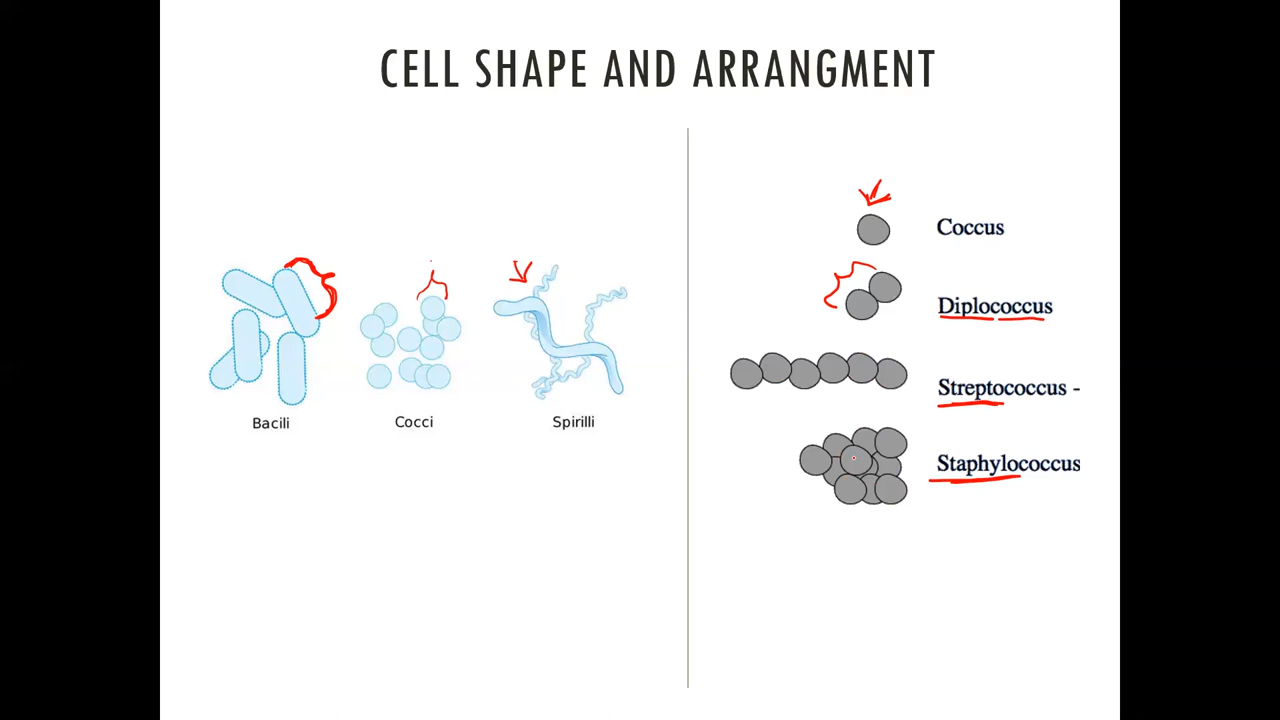 CELL SHAPE AND ARRANGMENT
Bacili
Cocci
Spirilli
Coccus
Diplococcus
Streptococcus -
Staphylococcus